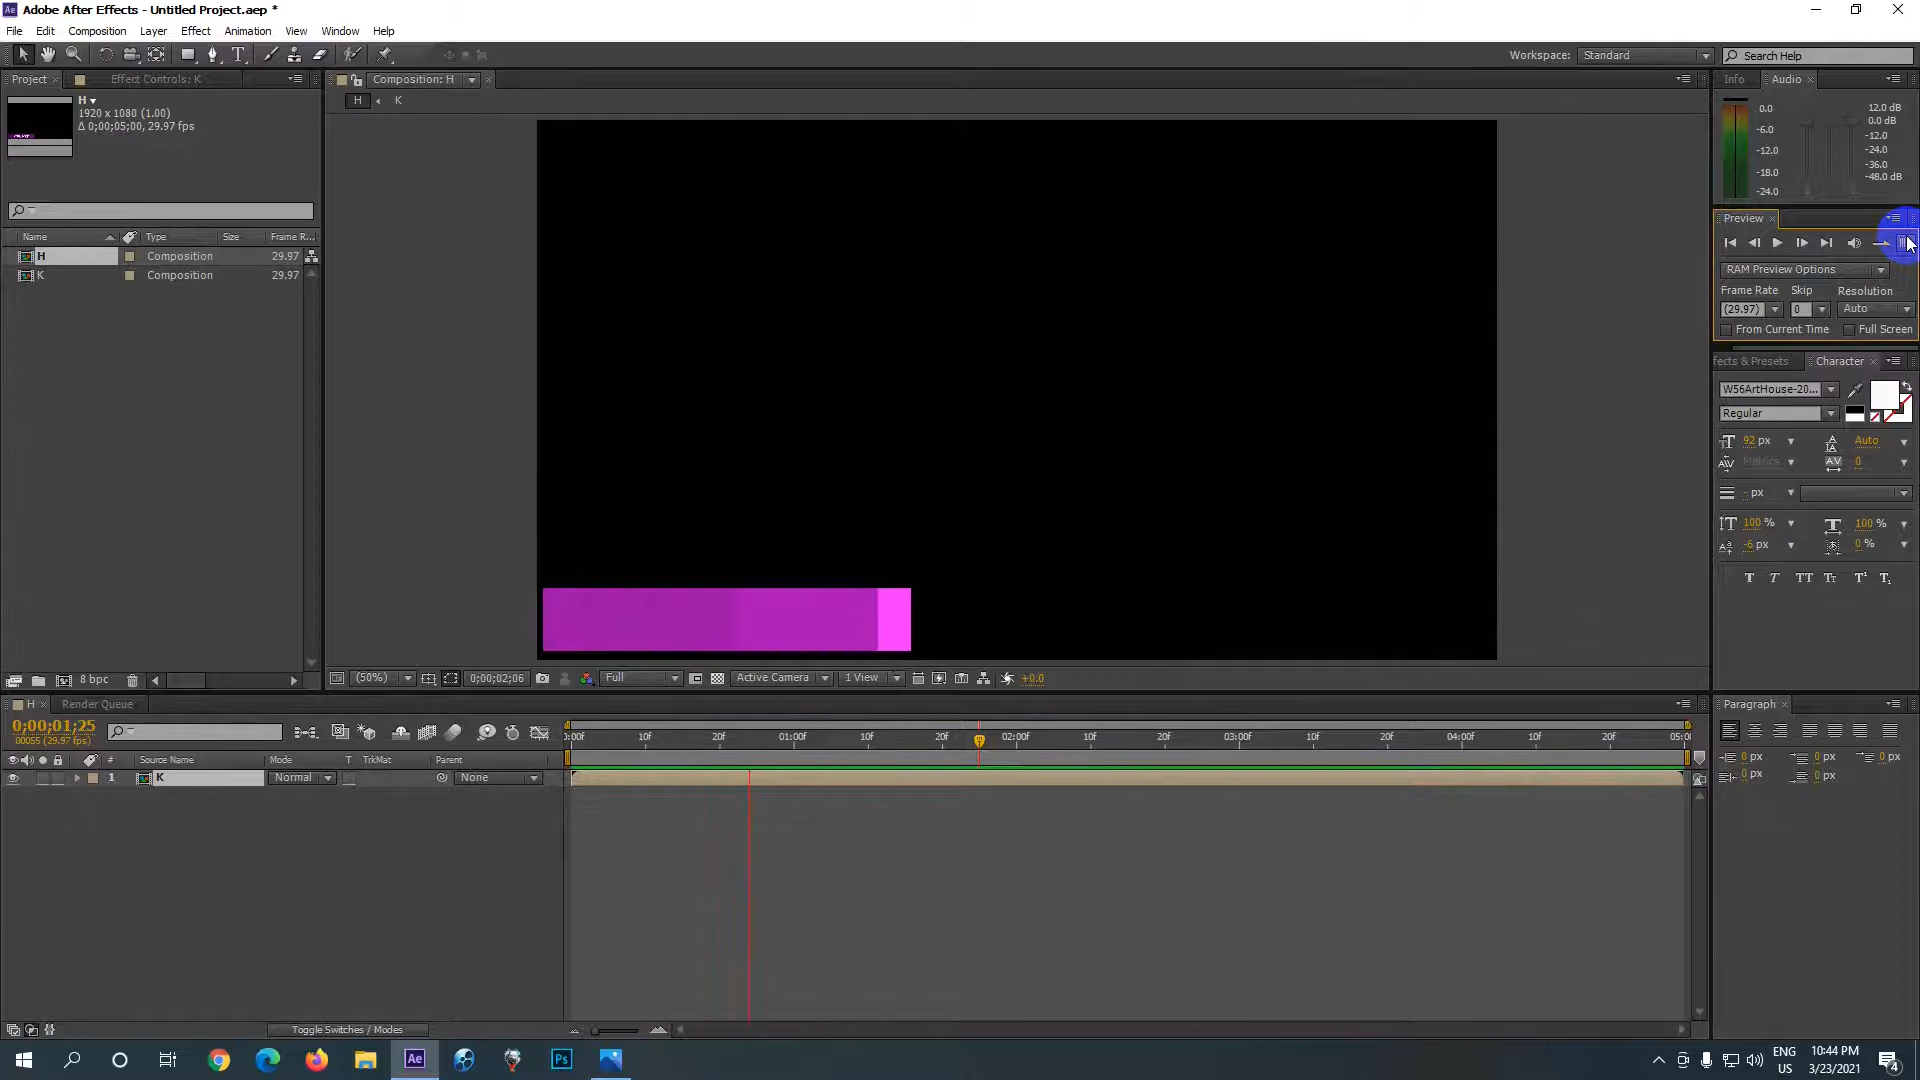 Adobe After Effects - Untitled Project.aep *
File Edit Composition Layer Effect Animation View Window Help
Workspace: Standard Search Help
Project Effect Controls: K Composition: H Info Audio
H
1920 x 1080 (1.00)
Δ 0;00;05;00, 29.97 fps
H K
0.0 12.0 dB
0.0 dB
-6.0 -12.0
-12.0 -24.0
-18.0 -36.0
-24.0 -48.0 dB
Preview
RAM Preview Options
Frame Rate Skip Resolution
(29.97) 0 Auto
From Current Time Full Screen
Name Type Size Frame R...
H Composition 29.97
K Composition 29.97
fects & Presets Character
W56ArtHouse-20...
Regular
92 px Auto
Metrics 0
- px
100 % 100 %
-6 px 0 %
T T TT Tt T¹ T₁
8 bpc
(50%) 0;00;02;06 Full Active Camera 1 View +0.0
H Render Queue
0;00;01;25
00055 (29.97 fps)
# Source Name Mode T TrkMat Parent
1 K Normal None
):00f 10f 20f 01:00f 10f 20f 02:00f 10f 20f 03:00f 10f 20f 04:00f 10f 20f 05:0
Paragraph
0 px 0 px 0 px
0 px 0 px
Toggle Switches / Modes
Ae Ps
ENG
US
10:44 PM
3/23/2021
4